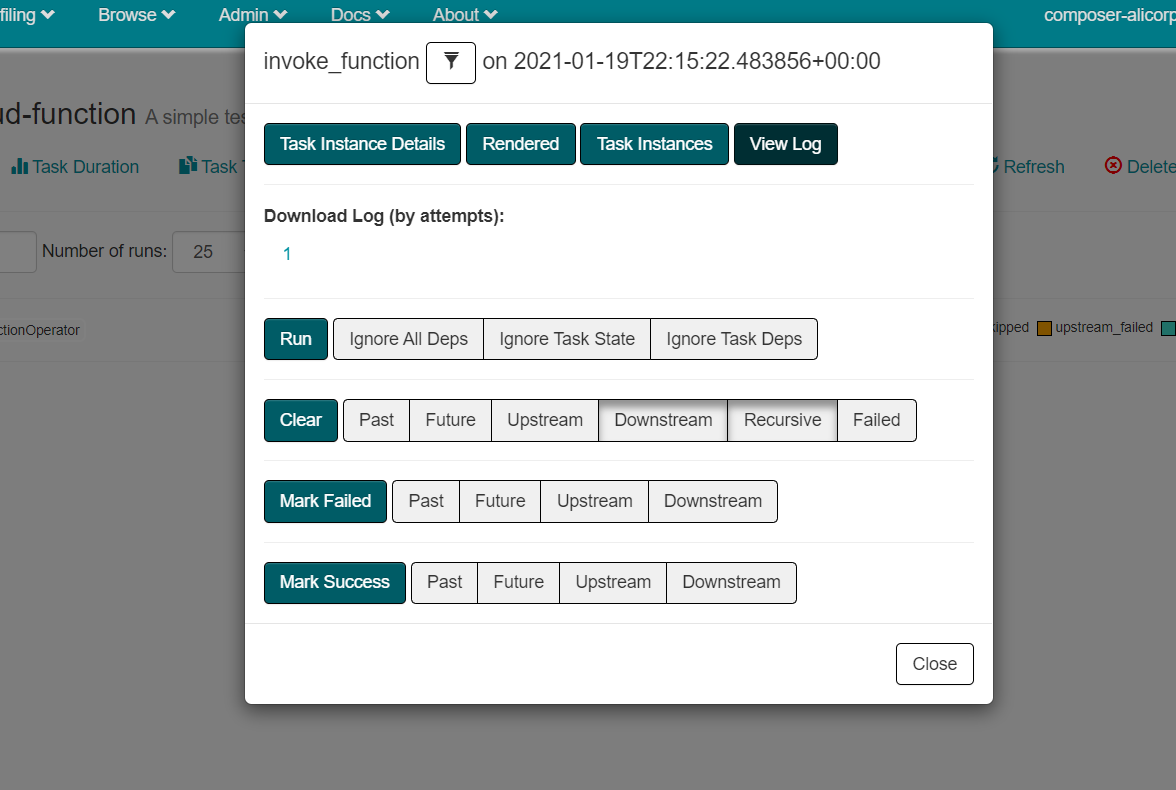 filing Browse Admin Docs About composer-alicorp
invoke_function on 2021-01-19T22:15:22.483856+00:00
ud-function A simple tes
Task Instance Details Rendered Task Instances View Log
Task Duration Task T Refresh Delete
Download Log (by attempts):
Number of runs: 25
1
ctionOperator kipped upstream_failed
Run Ignore All Deps Ignore Task State Ignore Task Deps
Clear Past Future Upstream Downstream Recursive Failed
Mark Failed Past Future Upstream Downstream
Mark Success Past Future Upstream Downstream
Close